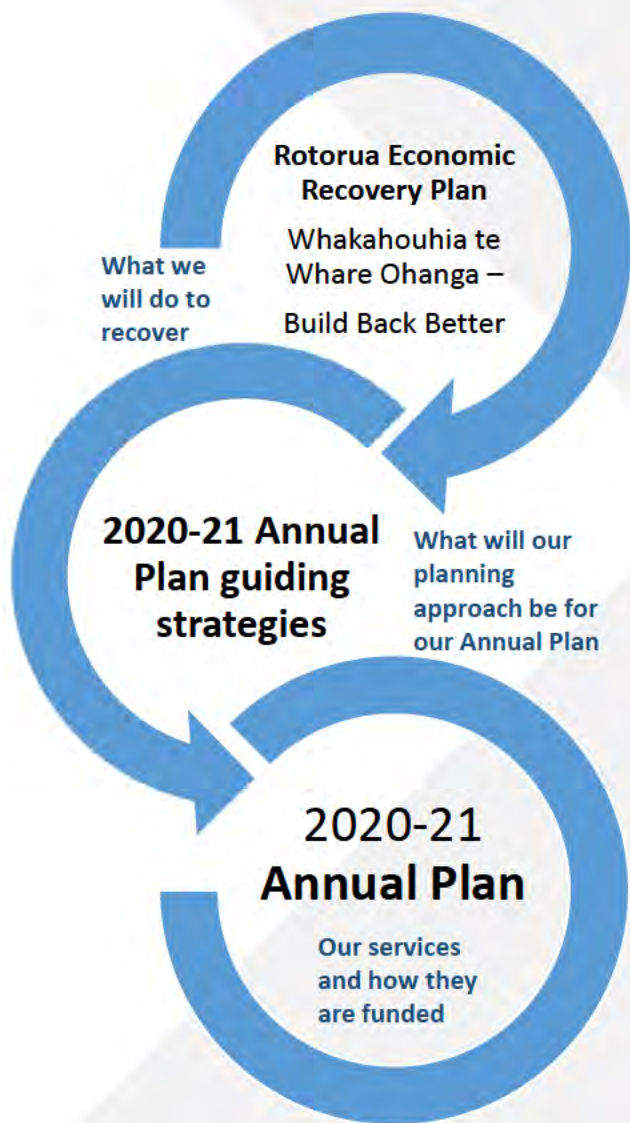 Rotorua Economic
Recovery Plan
Whakahouhia te
Whare Ohanga –
Build Back Better
What we
will do to
recover
2020-21 Annual
Plan guiding
strategies
What will our
planning
approach be for
our Annual Plan
2020-21
Annual Plan
Our services
and how they
are funded